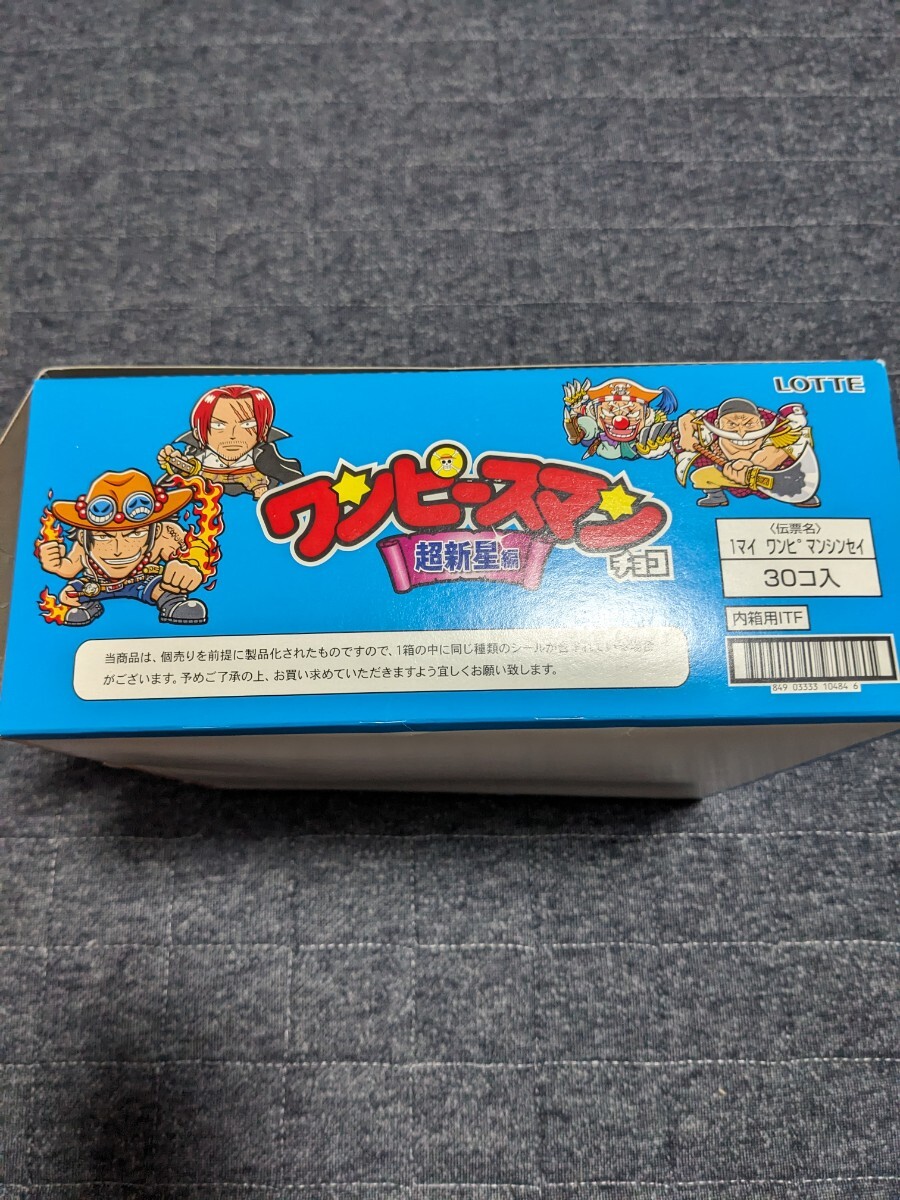 LOTTE
ワンピースマン
超新星編
チョコ
〈伝票名〉
1マイ ワンピ マンシンセイ
30コ入
内箱用ITF
849 03333 10484 6
当商品は、個売りを前提に製品化されたものですので、1箱の中に同じ種類のシールが含まれている場合
がございます。予めご了承の上、お買い求めていただきますよう宜しくお願い致します。